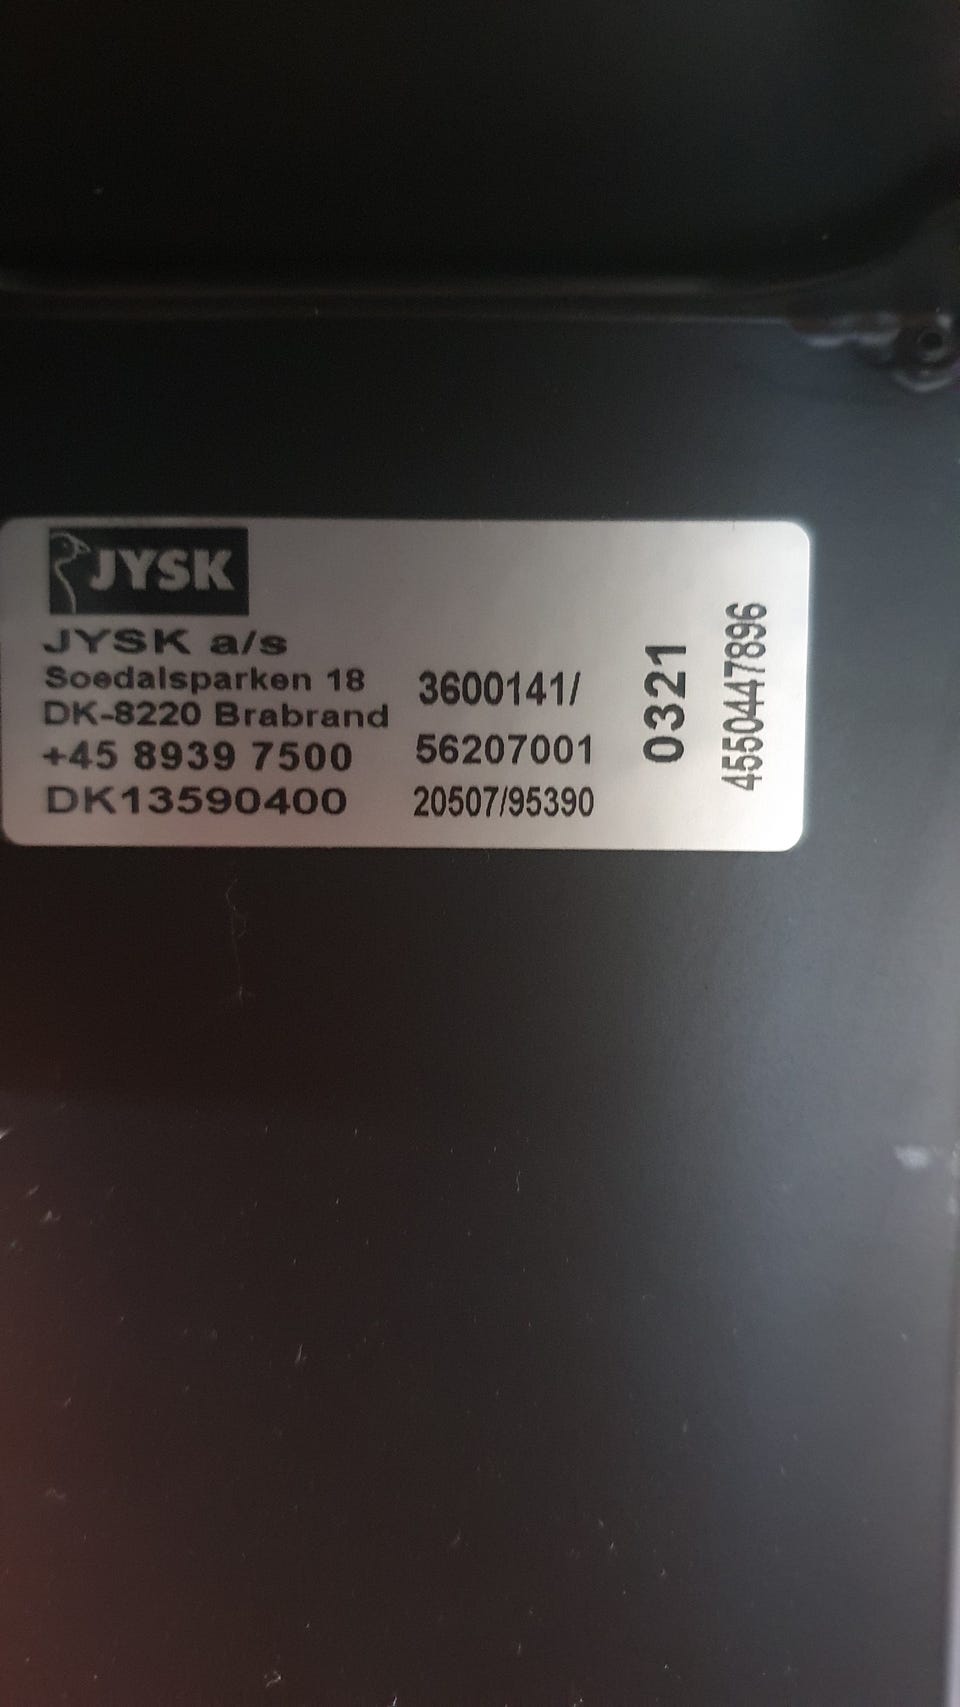 JYSK
JYSK a/s
Soedalsparken 18
DK-8220 Brabrand
+45 8939 7500
DK13590400
3600141/
56207001
20507/95390
0321
4550447896